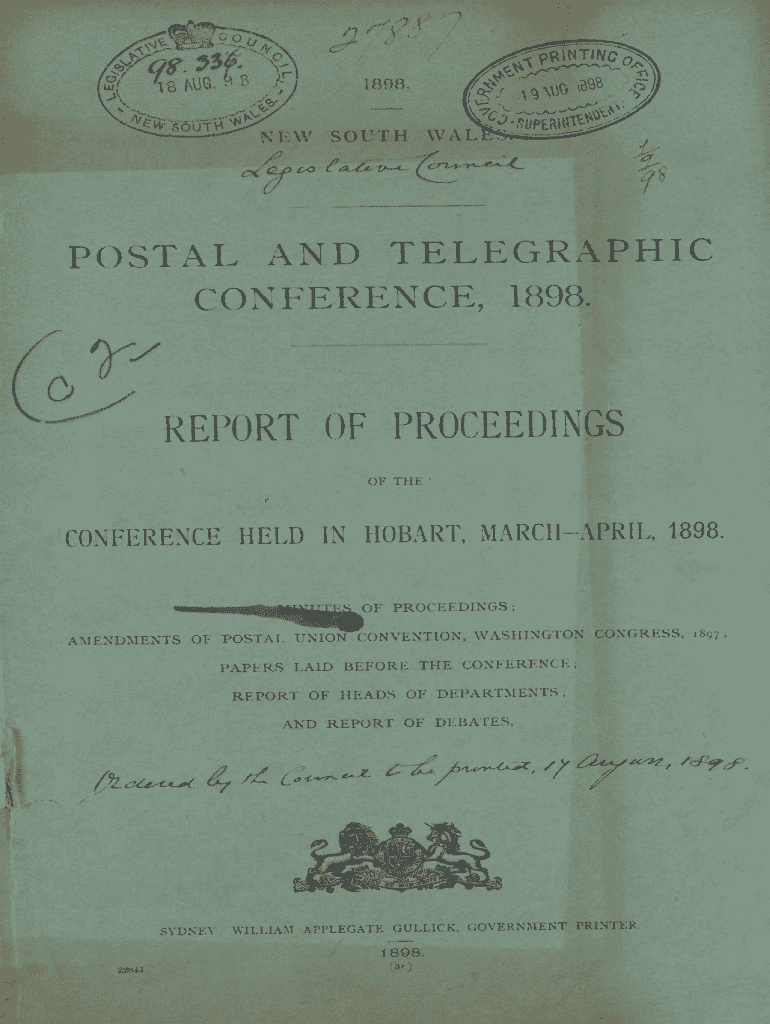 2788
LEGISLATIVE COUNCIL.
98.336.
18 AUG. 98
NEW SOUTH WALES.
1898.
GOVERNMENT PRINTING OFFICE
19 AUG 1898
SUPERINTENDENT.
NEW SOUTH WALES.
Legislative Council
POSTAL AND TELEGRAPHIC
CONFERENCE, 1898.
REPORT OF PROCEEDINGS
OF THE
CONFERENCE HELD IN HOBART, MARCH–APRIL, 1898.
MINUTES OF PROCEEDINGS;
AMENDMENTS OF POSTAL UNION CONVENTION, WASHINGTON CONGRESS, 1897;
PAPERS LAID BEFORE THE CONFERENCE;
REPORT OF HEADS OF DEPARTMENTS;
AND REPORT OF DEBATES.
Ordered by the Council to be printed, 17 August, 1898.
SYDNEY: WILLIAM APPLEGATE GULLICK, GOVERNMENT PRINTER.
1898.